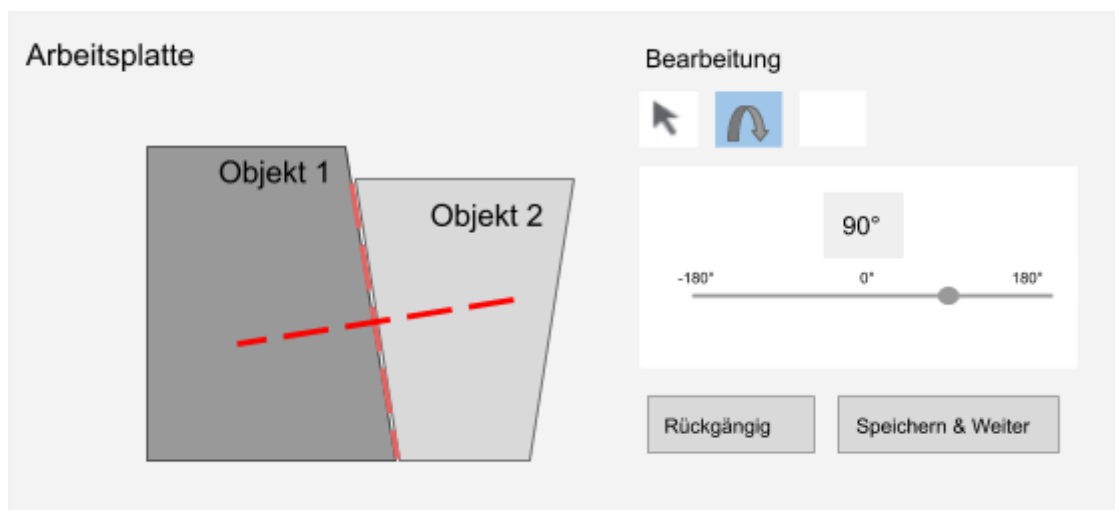 Arbeitsplatte
Objekt 1
Objekt 2
Bearbeitung
90°
-180° 0° 180°
Rückgängig
Speichern & Weiter